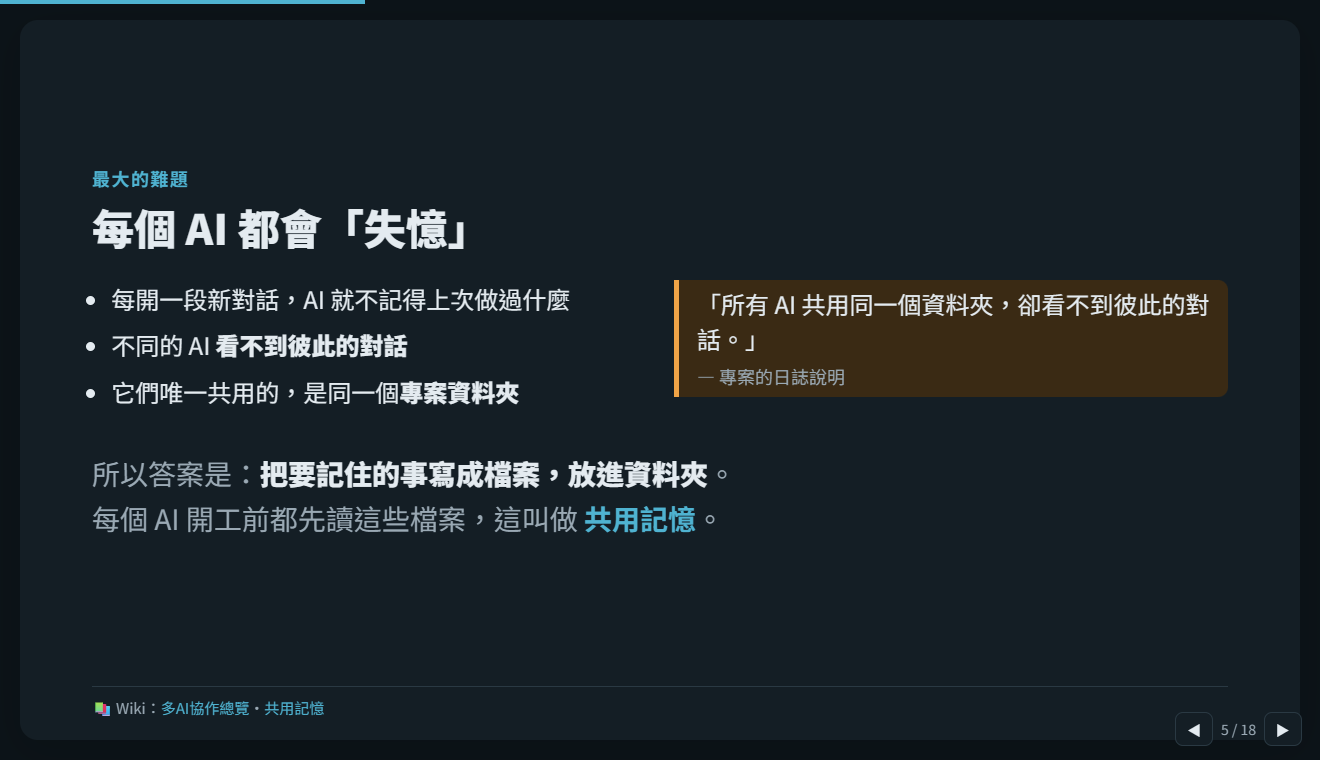 最大的難題
每個 AI 都會「失憶」
每開一段新對話，AI 就不記得上次做過什麼
不同的 AI 看不到彼此的對話
它們唯一共用的，是同一個專案資料夾
「所有 AI 共用同一個資料夾，卻看不到彼此的對
話。」
— 專案的日誌說明
所以答案是：把要記住的事寫成檔案，放進資料夾。
每個 AI 開工前都先讀這些檔案，這叫做 共用記憶。
Wiki：多AI協作總覽・共用記憶
5 / 18